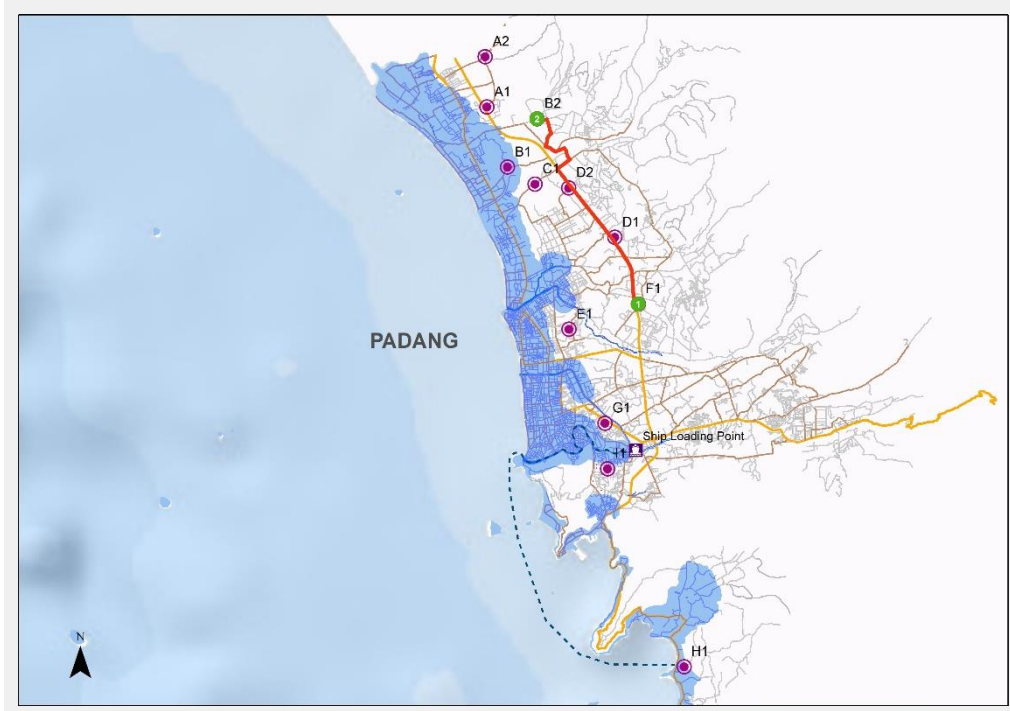 A2
A1
B2
2
B1
C1
D2
D1
F1
1
E1
PADANG
G1
Ship Loading Point
I1
N
H1